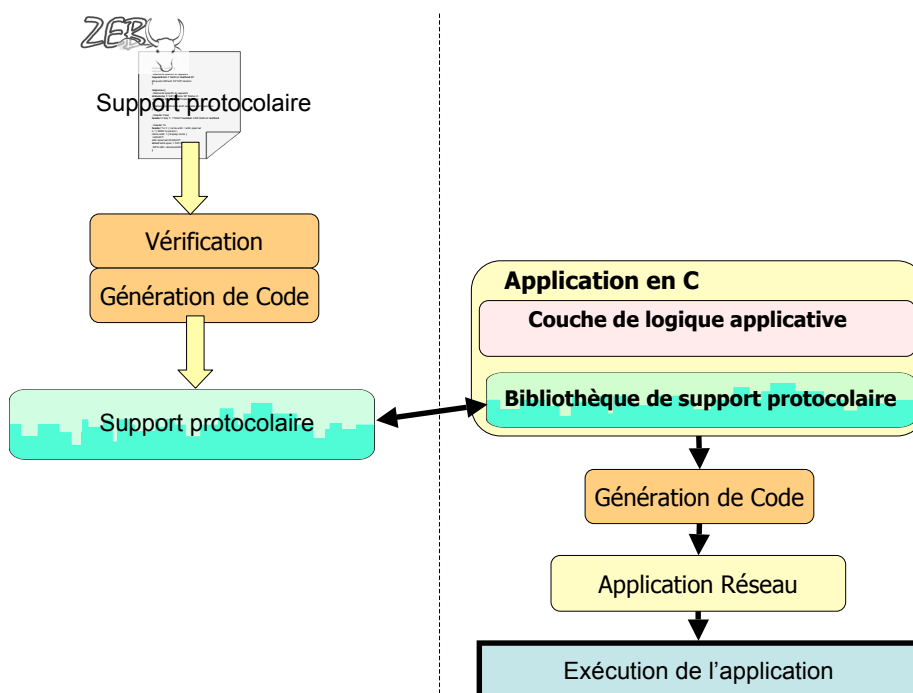 ZEBU
Support protocolaire
Vérification
Génération de Code
Support protocolaire
Application en C
Couche de logique applicative
Bibliothèque de support protocolaire
Génération de Code
Application Réseau
Exécution de l’application